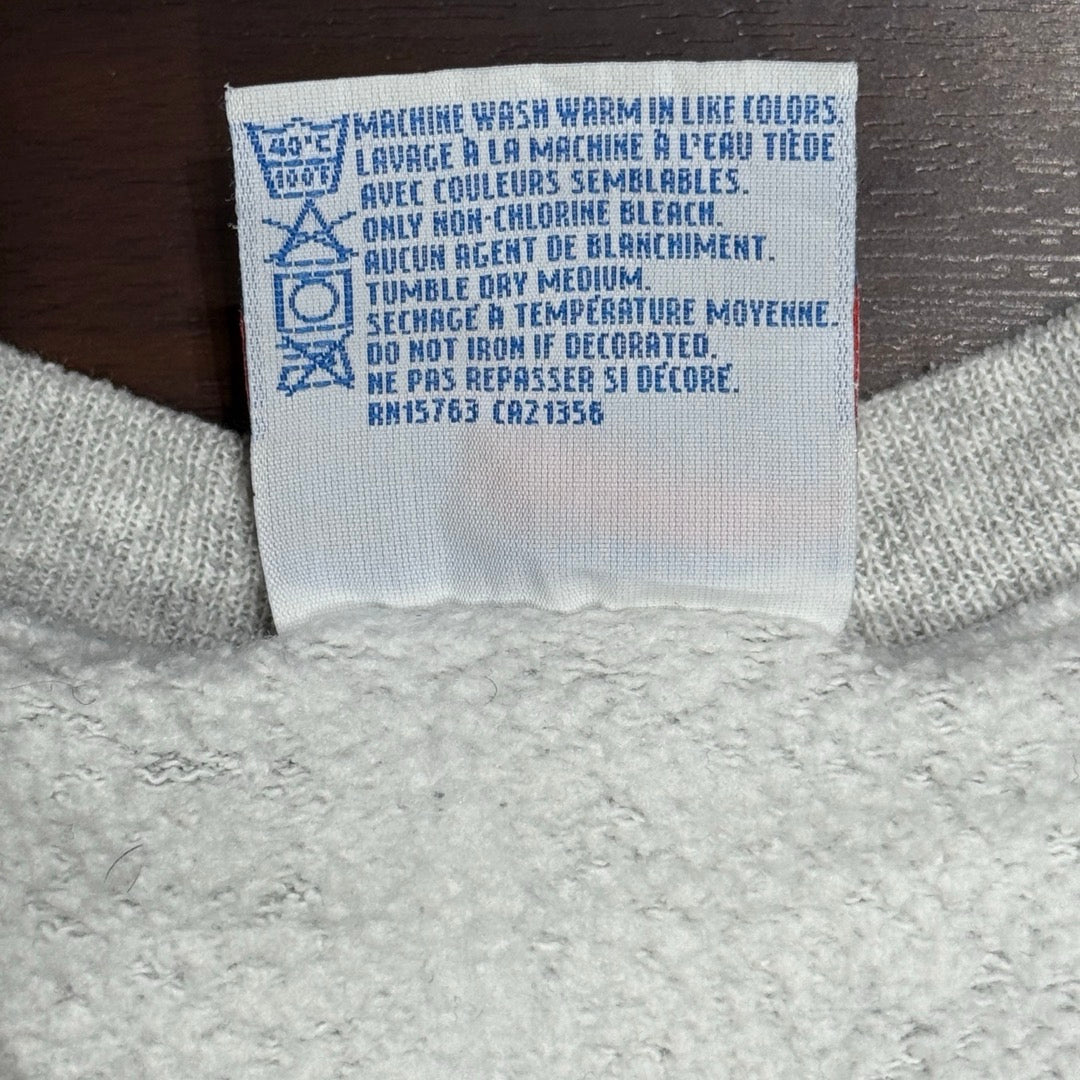 MACHINE WASH WARM IN LIKE COLORS.
LAVAGE À LA MACHINE À L'EAU TIÈDE
AVEC COULEURS SEMBLABLES.
ONLY NON-CHLORINE BLEACH.
AUCUN AGENT DE BLANCHIMENT.
TUMBLE DRY MEDIUM.
SECHAGE À TEMPÉRATURE MOYENNE.
DO NOT IRON IF DECORATED.
NE PAS REPASSER SI DÉCORÉ.
RN15763 CA21356
40°C